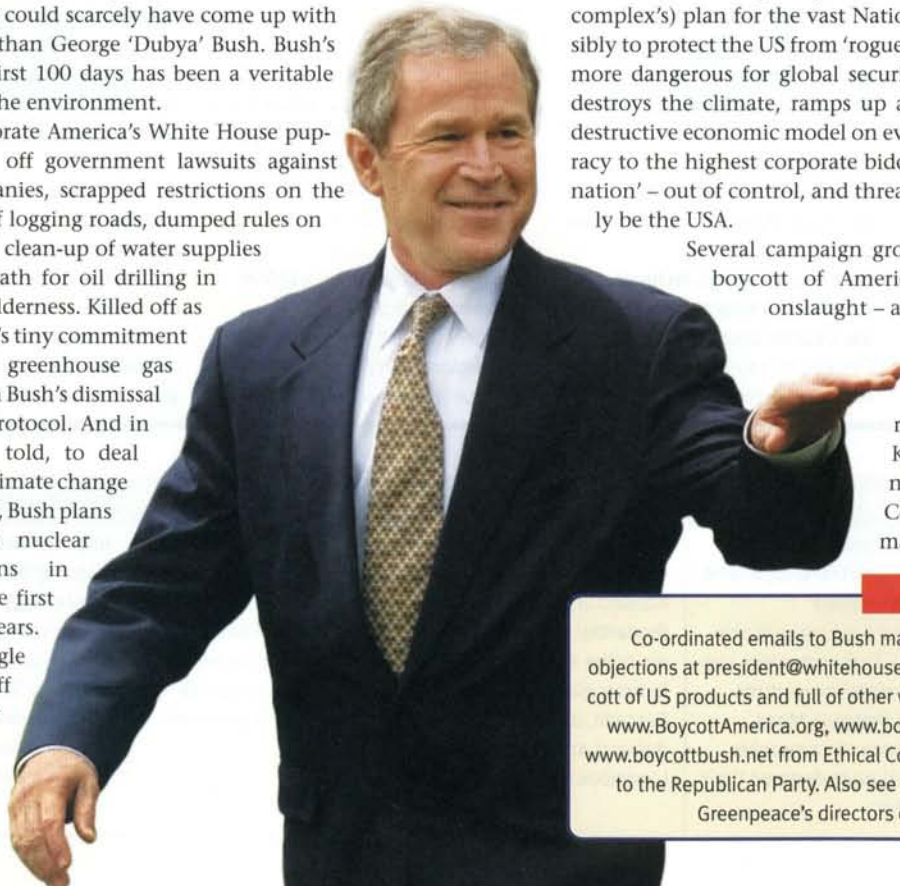 could scarcely have come up with
than George 'Dubya' Bush. Bush's
irst 100 days has been a veritable
he environment.
orate America's White House pup-
off government lawsuits against
anies, scrapped restrictions on the
f logging roads, dumped rules on
clean-up of water supplies
ath for oil drilling in
lderness. Killed off as
's tiny commitment
greenhouse gas
Bush's dismissal
rotocol. And in
told, to deal
imate change
, Bush plans
nuclear
ns in
e first
ears.
gle
ff
complex's) plan for the vast Natio
sibly to protect the US from 'rogue
more dangerous for global securi
destroys the climate, ramps up a
destructive economic model on ev
racy to the highest corporate bidd
nation' – out of control, and threa
ly be the USA.
Several campaign gro
boycott of Americ
onslaught – a
r
K
n
C
ma
Co-ordinated emails to Bush ma
objections at president@whitehouse
cott of US products and full of other
www.BoycottAmerica.org, www.bo
www.boycottbush.net from Ethical Co
to the Republican Party. Also see
Greenpeace's directors